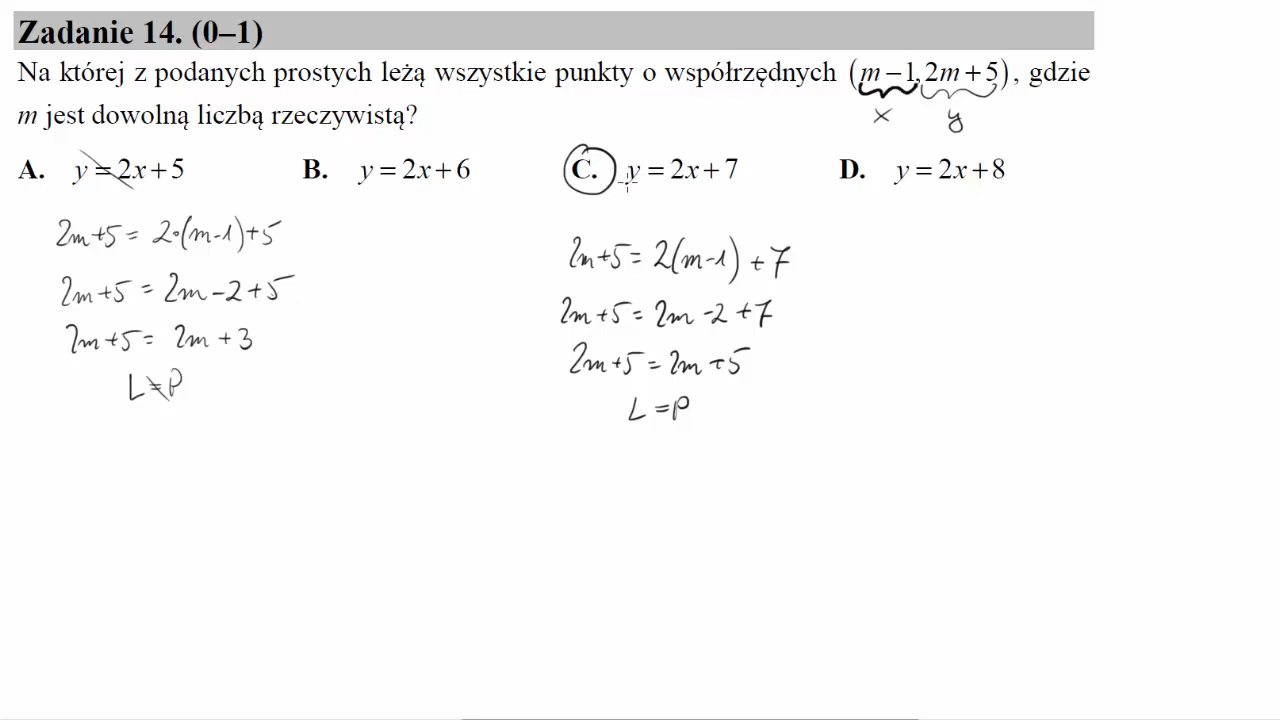 Zadanie 14. (0–1)
Na której z podanych prostych leżą wszystkie punkty o współrzędnych (m−1, 2m+5), gdzie
x y
m jest dowolną liczbą rzeczywistą?
A. y = 2x+5 B. y = 2x+6 C. y = 2x+7 D. y = 2x+8
2m+5 = 2·(m-1)+5
2m+5 = 2m-2+5
2m+5 = 2m+3
L≠P
2m+5 = 2(m-1)+7
2m+5 = 2m-2+7
2m+5 = 2m+5
L=P